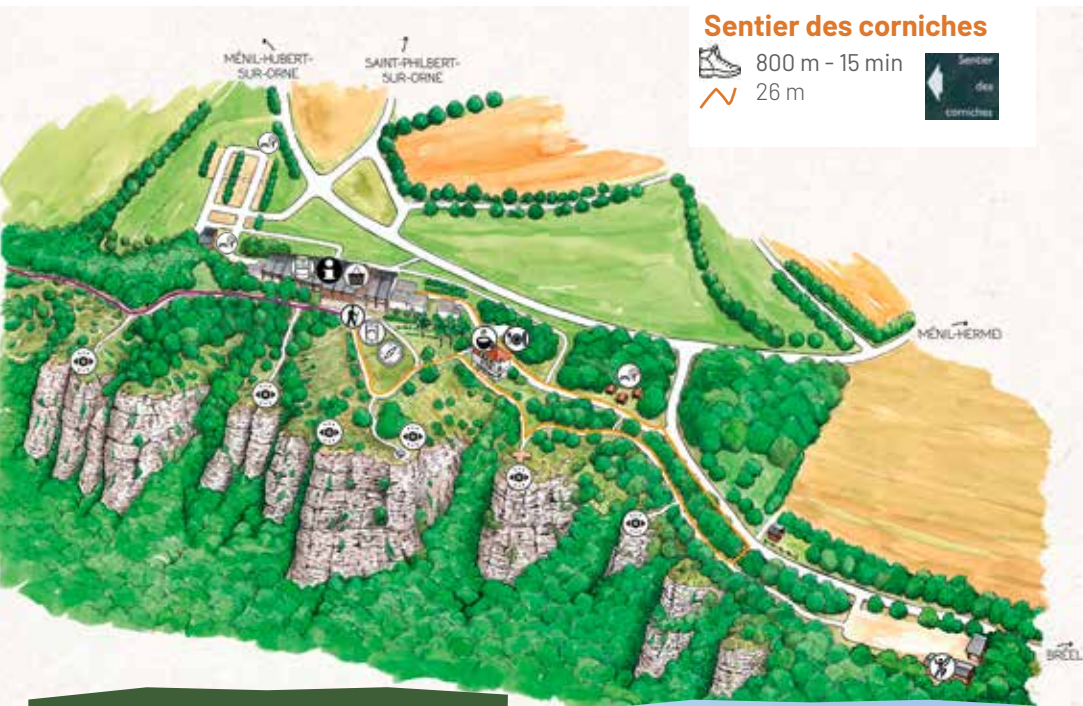 Sentier des corniches
800 m - 15 min
26 m
Sentier
des
corniches
MÉNIL-HUBERT-
SUR-ORNE
SAINT-PHILBERT-
SUR-ORNE
MÉNIL-HERMEI
BRÉEL